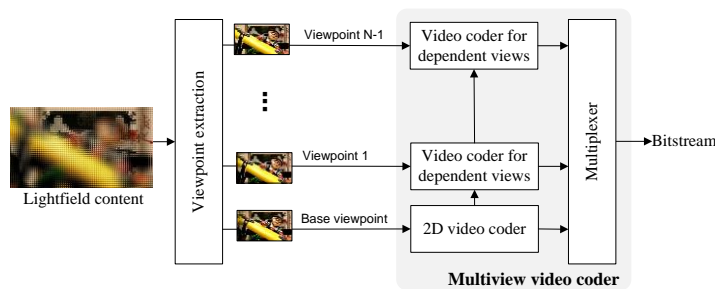 Lightfield content
Viewpoint extraction
Viewpoint N-1
...
Viewpoint 1
Base viewpoint
Video coder for
dependent views
Video coder for
dependent views
2D video coder
Multiplexer
Bitstream
Multiview video coder